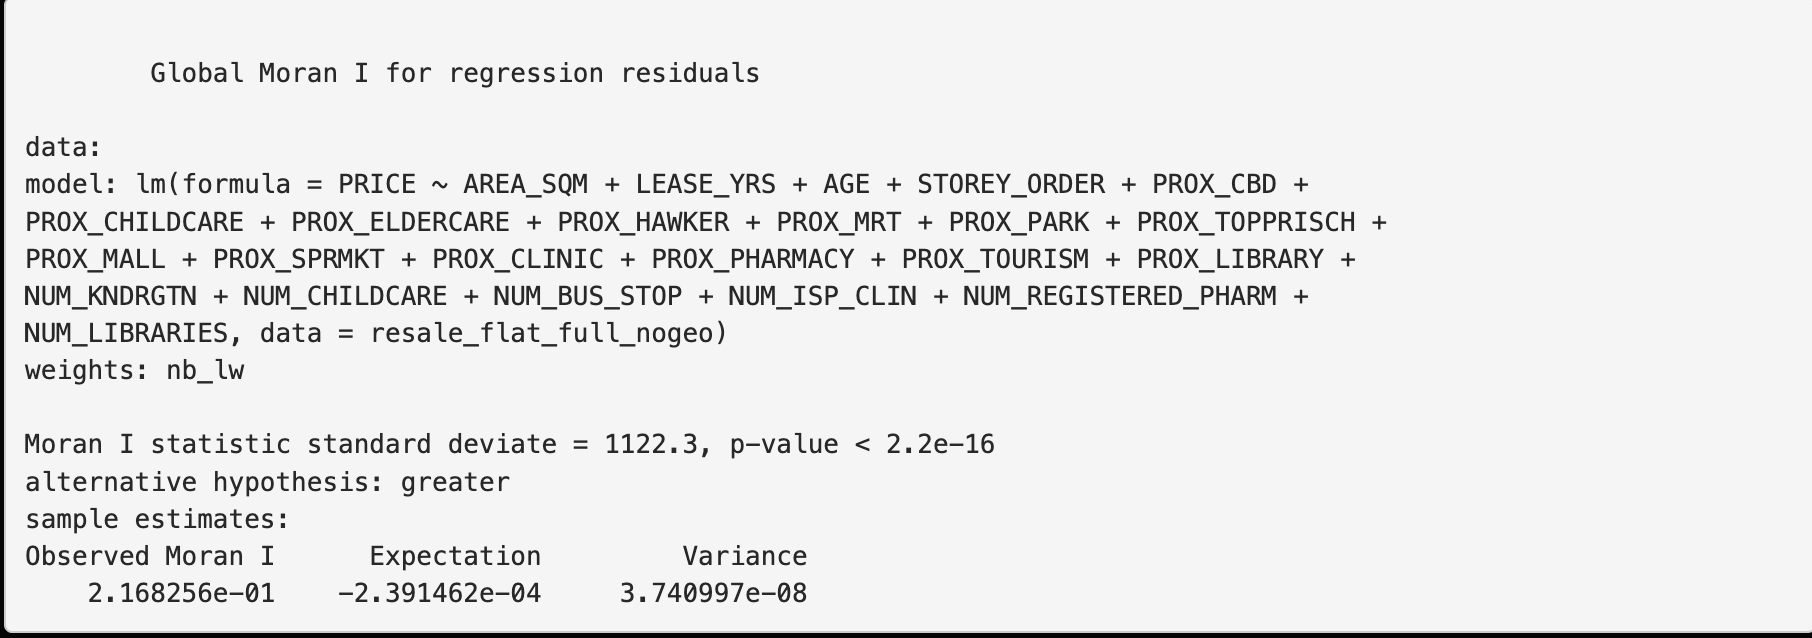 Global Moran I for regression residuals
data:
model: lm(formula = PRICE ~ AREA_SQM + LEASE_YRS + AGE + STOREY_ORDER + PROX_CBD +
PROX_CHILDCARE + PROX_ELDERCARE + PROX_HAWKER + PROX_MRT + PROX_PARK + PROX_TOPPRISCH +
PROX_MALL + PROX_SPRMKT + PROX_CLINIC + PROX_PHARMACY + PROX_TOURISM + PROX_LIBRARY +
NUM_KNDRGTN + NUM_CHILDCARE + NUM_BUS_STOP + NUM_ISP_CLIN + NUM_REGISTERED_PHARM +
NUM_LIBRARIES, data = resale_flat_full_nogeo)
weights: nb_lw
Moran I statistic standard deviate = 1122.3, p-value < 2.2e-16
alternative hypothesis: greater
sample estimates:
Observed Moran I      Expectation         Variance
    2.168256e-01    -2.391462e-04     3.740997e-08